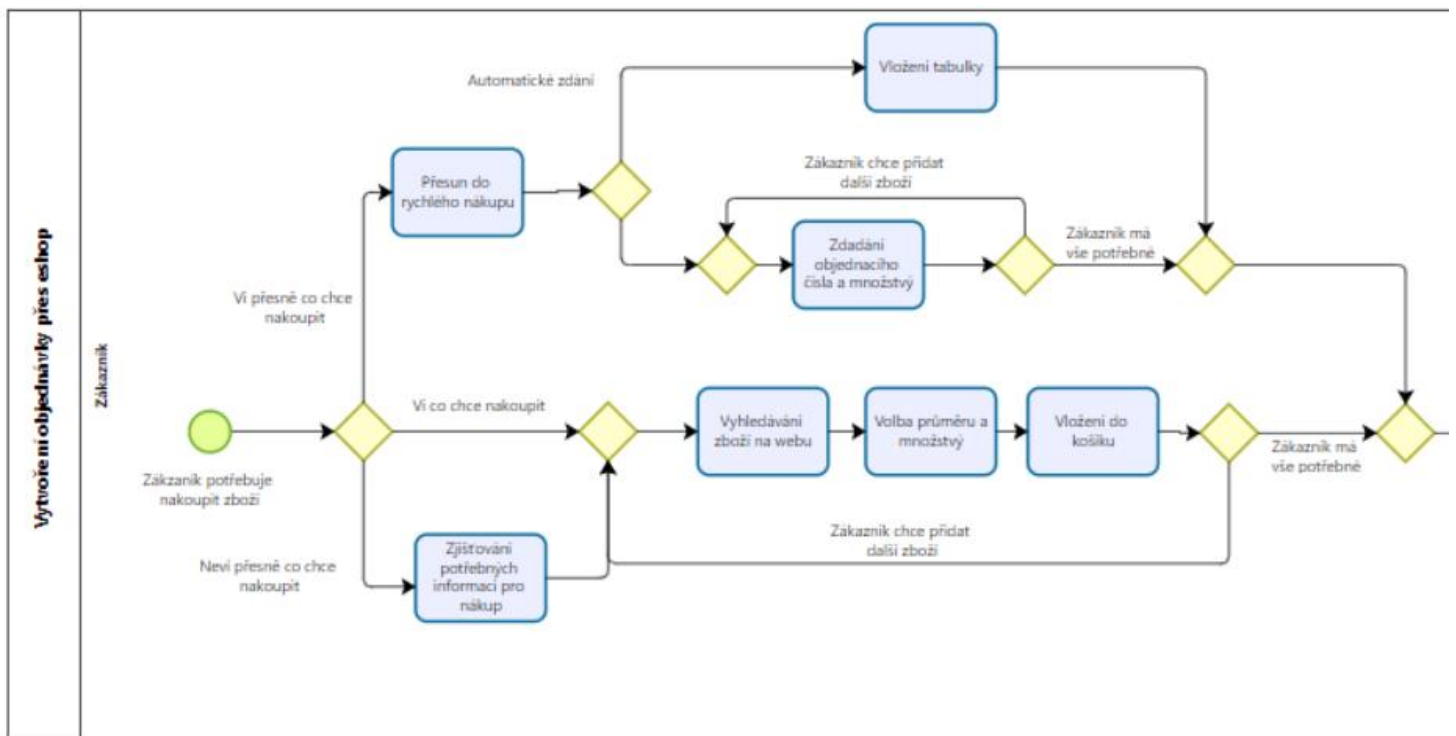 Vytvoření objednávky přes eshop
Zákazník
Automatické zdání
Vložení tabulky
Přesun do
rychlého nákupu
Zákazník chce přidat
další zboží
Zdadání
objednacího
čísla a množstvý
Zákazník má
vše potřebné
Ví přesně co chce
nakoupit
Ví co chce nakoupit
Vyhledávání
zboží na webu
Volba průměru a
množstvý
Vložení do
košíku
Zákazník má
vše potřebné
Zákzaník potřebuje
nakoupit zboží
Neví přesně co chce
nakoupit
Zjišťování
potřebných
informací pro
nákup
Zákazník chce přidat
další zboží